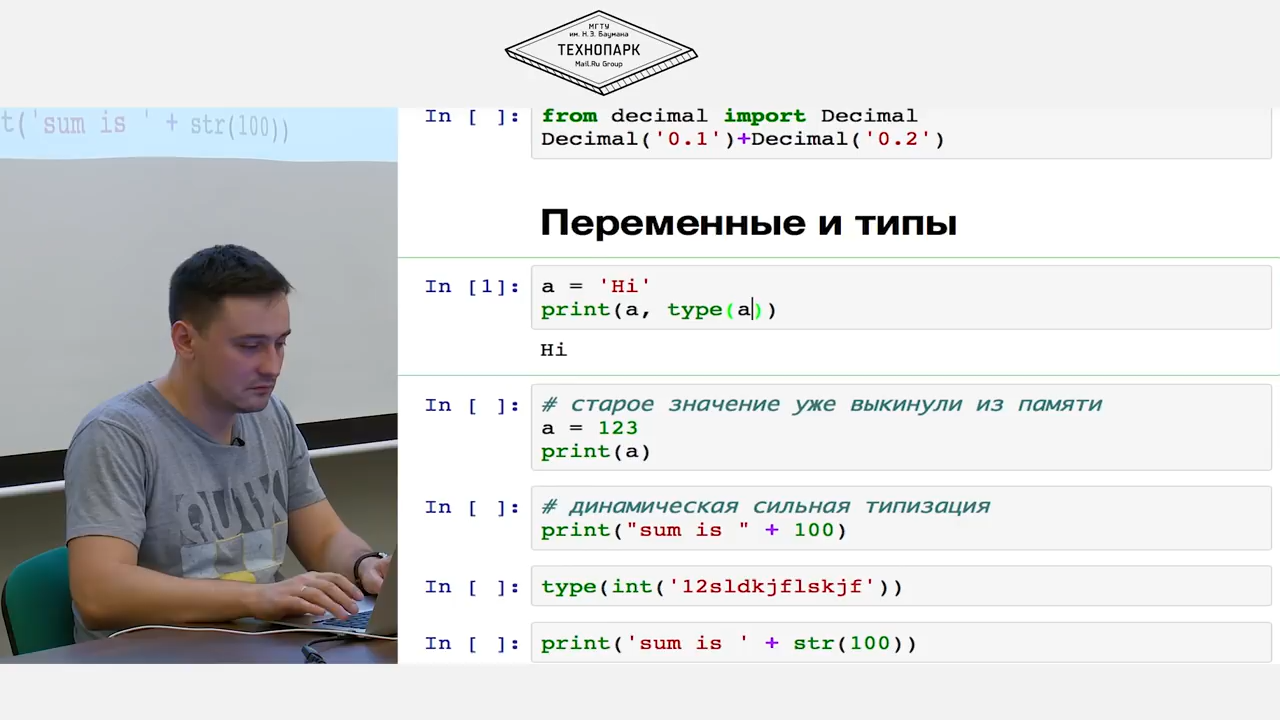 МГТУ
им. Н.Э. Баумана
ТЕХНОПАРК
Mail.Ru Group
t('sum is ' + str(100))
In [ ]: from decimal import Decimal
Decimal('0.1')+Decimal('0.2')
Переменные и типы
In [1]: a = 'Hi'
print(a, type(a))
Hi
In [ ]: # старое значение уже выкинули из памяти
a = 123
print(a)
In [ ]: # динамическая сильная типизация
print("sum is " + 100)
In [ ]: type(int('12sldkjflskjf'))
In [ ]: print('sum is ' + str(100))
QUIX